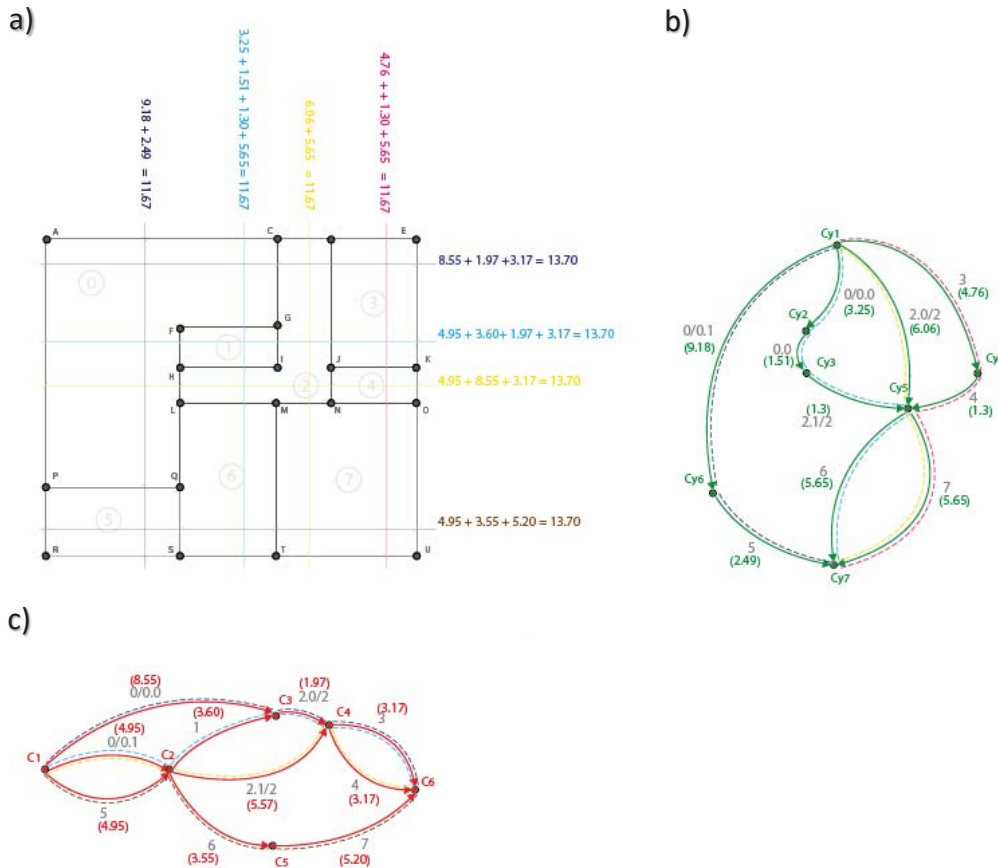 a)
9.18 + 2.49 = 11.67
3.25 + 1.51 + 1.30 + 5.65 = 11.67
6.06 + 5.65 = 11.67
4.76 + + 1.30 + 5.65 = 11.67
A
C
E
8.55 + 1.97 +3.17 = 13.70
0
3
F
G
4.95 + 3.60+ 1.97 + 3.17 = 13.70
1
H
I
J
K
2
4
4.95 + 8.55 + 3.17 = 13.70
L
M
N
O
P
Q
6
7
5
4.95 + 3.55 + 5.20 = 13.70
R
S
T
U
b)
Cy1
3
(4.76)
0/0.0
(3.25)
Cy2
2.0/2
(6.06)
0/0.1
(9.18)
0.0
(1.51)
Cy3
Cy
Cy5
4
(1.3)
(1.3)
2.1/2
6
(5.65)
7
(5.65)
Cy6
5
(2.49)
Cy7
c)
(8.55)
0/0.0
(1.97)
2.0/2
C3
(3.60)
1
C4
(3.17)
3
(4.95)
0/0.1
C1
C2
2.1/2
(5.57)
4
(3.17)
C6
5
(4.95)
6
(3.55)
C5
7
(5.20)